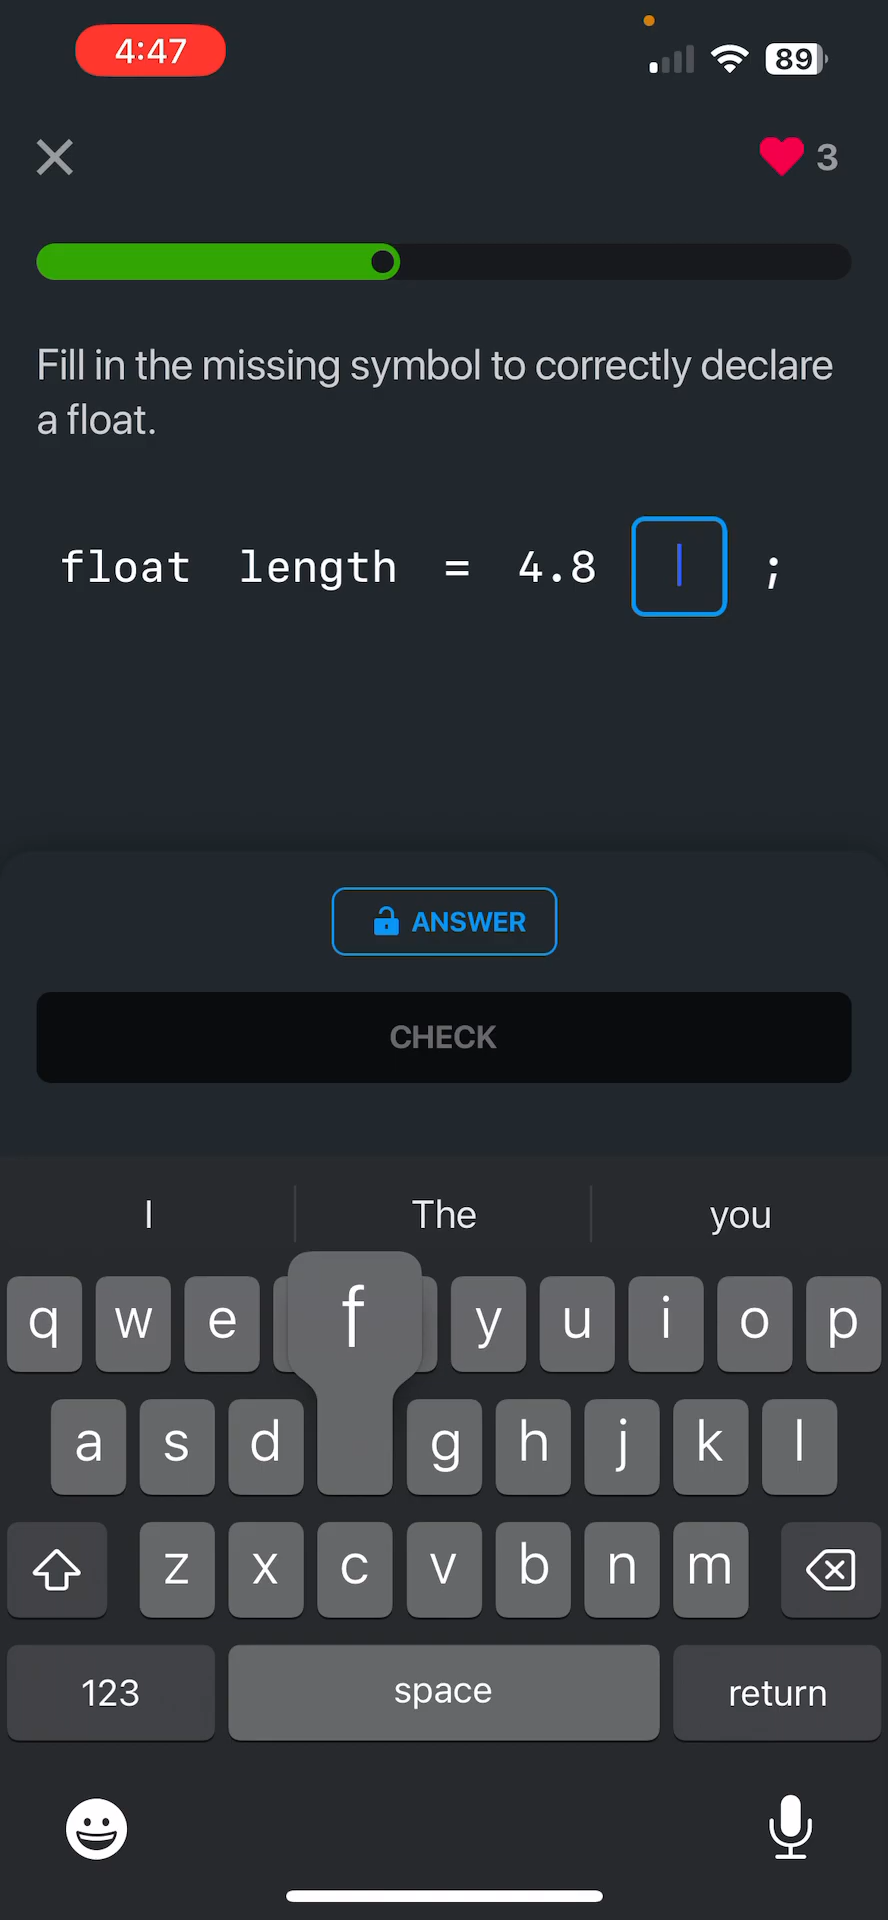 4:47
89
3
Fill in the missing symbol to correctly declare
a float.
float length = 4.8 ;
ANSWER
CHECK
I The you
q w e f y u i o p
a s d g h j k l
z x c v b n m
123 space return